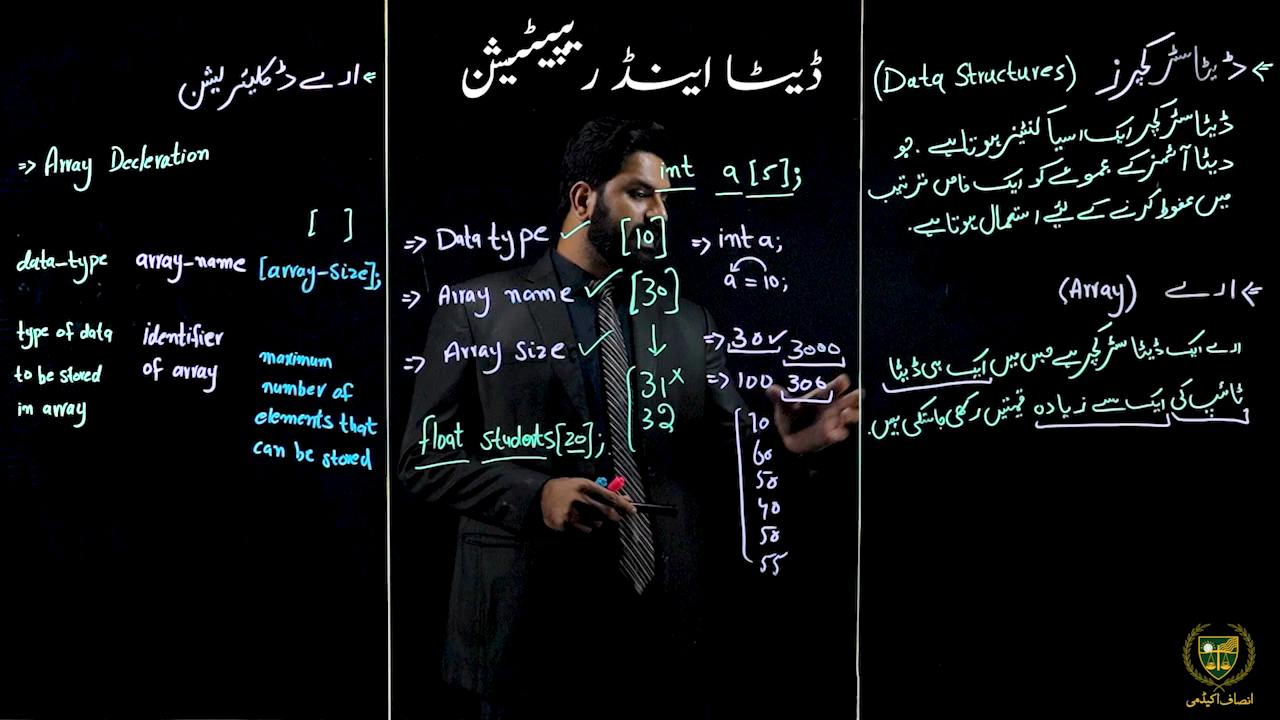 ڈیٹا اینڈ ریپیٹیشن
⇐ ڈیٹا سٹرکچرز (Data Structures)
ڈیٹا سٹرکچر ایک ایسا کنٹینر ہوتا ہے۔ جو
ڈیٹا آئٹمز کے مجموعے کو ایک خاص ترتیب
میں محفوظ کرنے کے لیئے استعمال ہوتا ہے۔
⇐ ارے (Array)
ارے ایک ڈیٹا سٹرکچر ہے جس میں ایک ہی ڈیٹا
ٹائپ کی ایک سے زیادہ قیمتیں رکھی جاسکتی ہیں۔
⇐ ارے ڈکلیئریشن
=> Array Decleration
[ ]
data-type array-name [array-size];
type of data
to be stored
in array
identifier
of array
maximum
number of
elements that
can be stored
int a[5];
=> Data type ✓ [10]
=> Array name ✓ [30]
=> Array size ✓ ↓
31 x
32
float students[20];
=> int a;
a = 10;
=> 30 ✓ 3000
=> 100 300
10
60
50
40
50
55
انصاف اکیڈمی